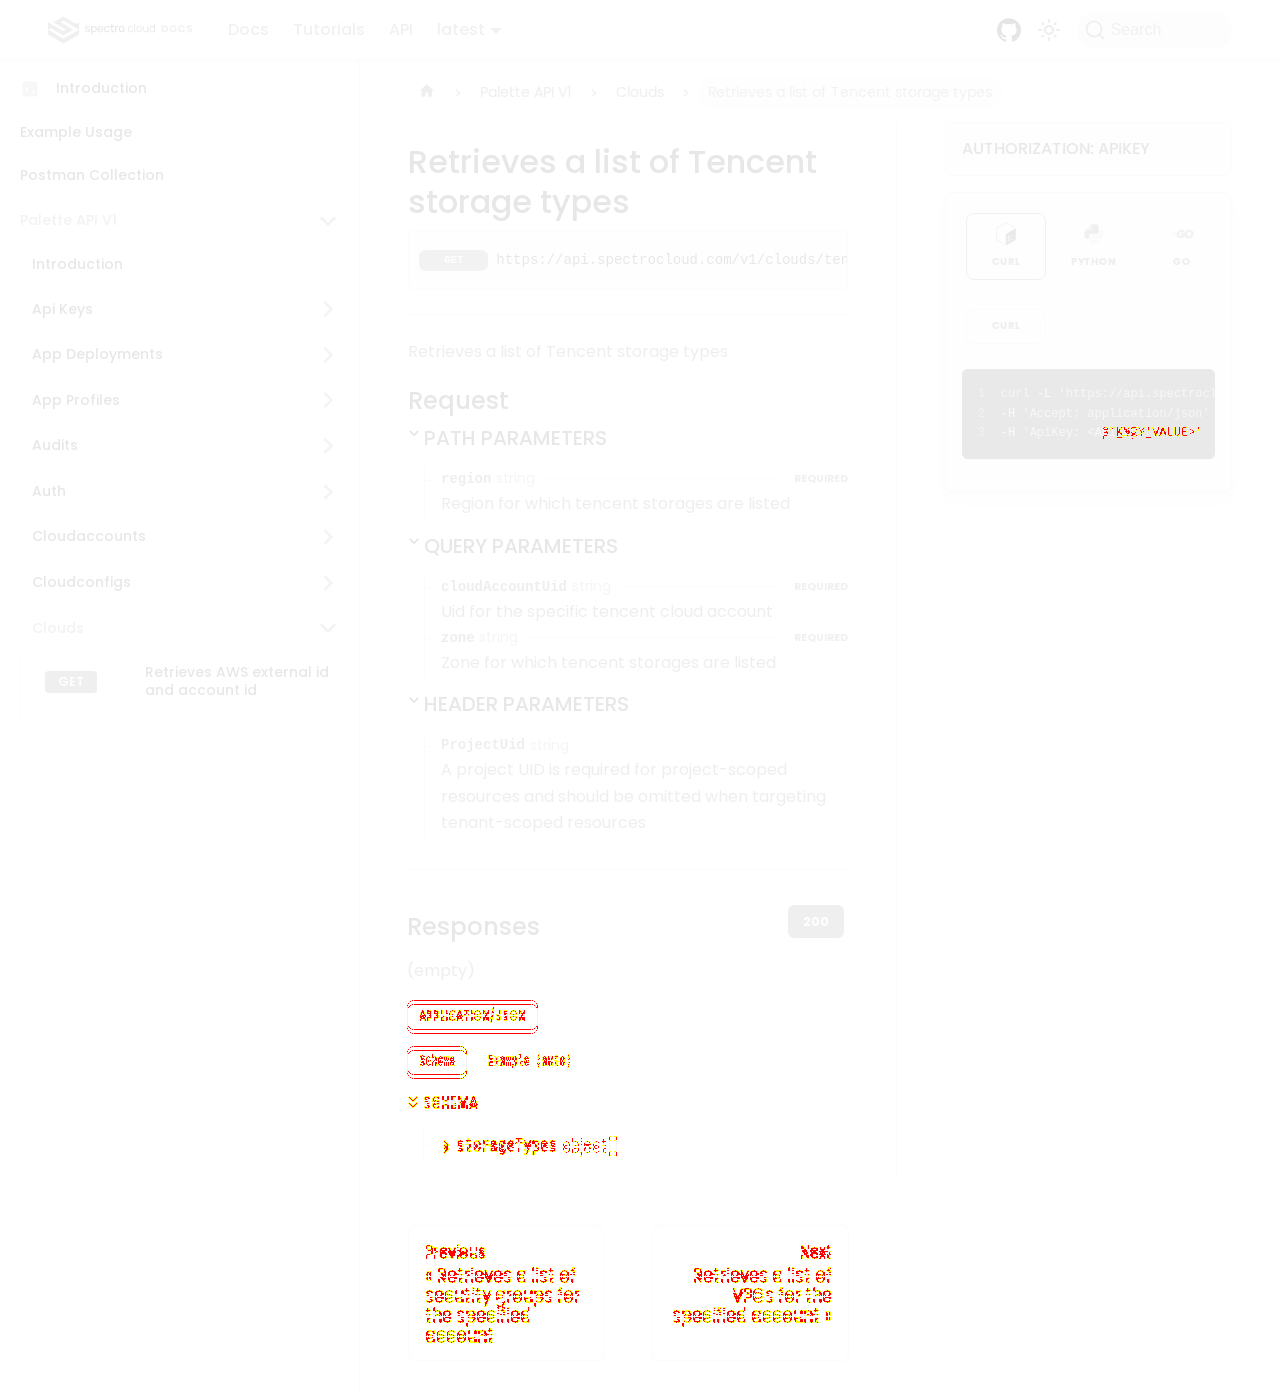 spectro cloud DOCS
Docs
Tutorials
API
latest
Search
Introduction
Example Usage
Postman Collection
Palette API V1
Introduction
Api Keys
App Deployments
App Profiles
Audits
Auth
Cloudaccounts
Cloudconfigs
Clouds
GET
Retrieves AWS external id
and account id
Palette API V1
Clouds
Retrieves a list of Tencent storage types
Retrieves a list of Tencent
storage types
GET
https://api.spectrocloud.com/v1/clouds/ten
Retrieves a list of Tencent storage types
Request
PATH PARAMETERS
region string
REQUIRED
Region for which tencent storages are listed
QUERY PARAMETERS
cloudAccountUid string
REQUIRED
Uid for the specific tencent cloud account
zone string
REQUIRED
Zone for which tencent storages are listed
HEADER PARAMETERS
ProjectUid string
A project UID is required for project-scoped
resources and should be omitted when targeting
tenant-scoped resources
Responses
200
(empty)
APPLICATION/JSON
Schema
Example (auto)
SCHEMA
storageTypes object[]
Previous
« Retrieves a list of
security groups for
the specified
account
Next
Retrieves a list of
VPCs for the
specified account »
AUTHORIZATION: APIKEY
CURL
PYTHON
GO
GO
CURL
1 curl -L 'https://api.spectrocl
2 -H 'Accept: application/json'
3 -H 'ApiKey: VALUE>'